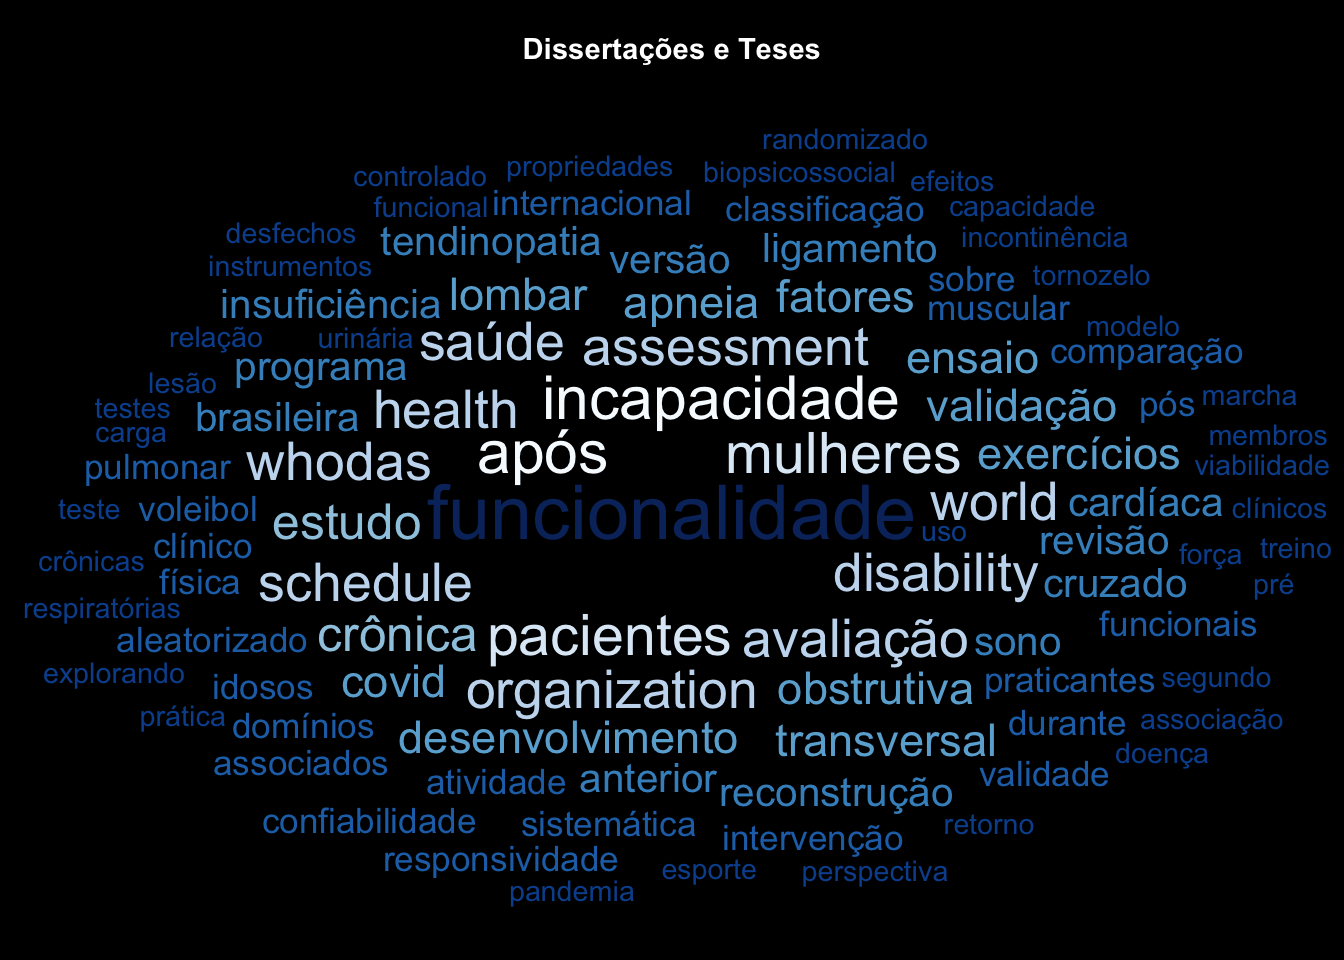 Dissertações e Teses
randomizado
controlado propriedades biopsicossocial efeitos
funcional internacional classificação capacidade
desfechos tendinopatia versão ligamento incontinência
instrumentos insuficiência lombar apneia fatores sobre tornozelo
muscular
relação urinária saúde assessment ensaio modelo
programa comparação
lesão health incapacidade validação pós marcha
testes brasileira
carga whodas após mulheres exercícios membros
pulmonar viabilidade
teste voleibol estudo funcionalidade world cardíaca clínicos
clínico uso revisão força treino
crônicas física schedule disability cruzado pré
respiratórias aleatorizado crônica pacientes avaliação sono funcionais
explorando idosos covid organization obstrutiva praticantes segundo
prática domínios desenvolvimento transversal durante associação
associados atividade anterior reconstrução validade doença
confiabilidade sistemática intervenção retorno
responsividade esporte perspectiva
pandemia